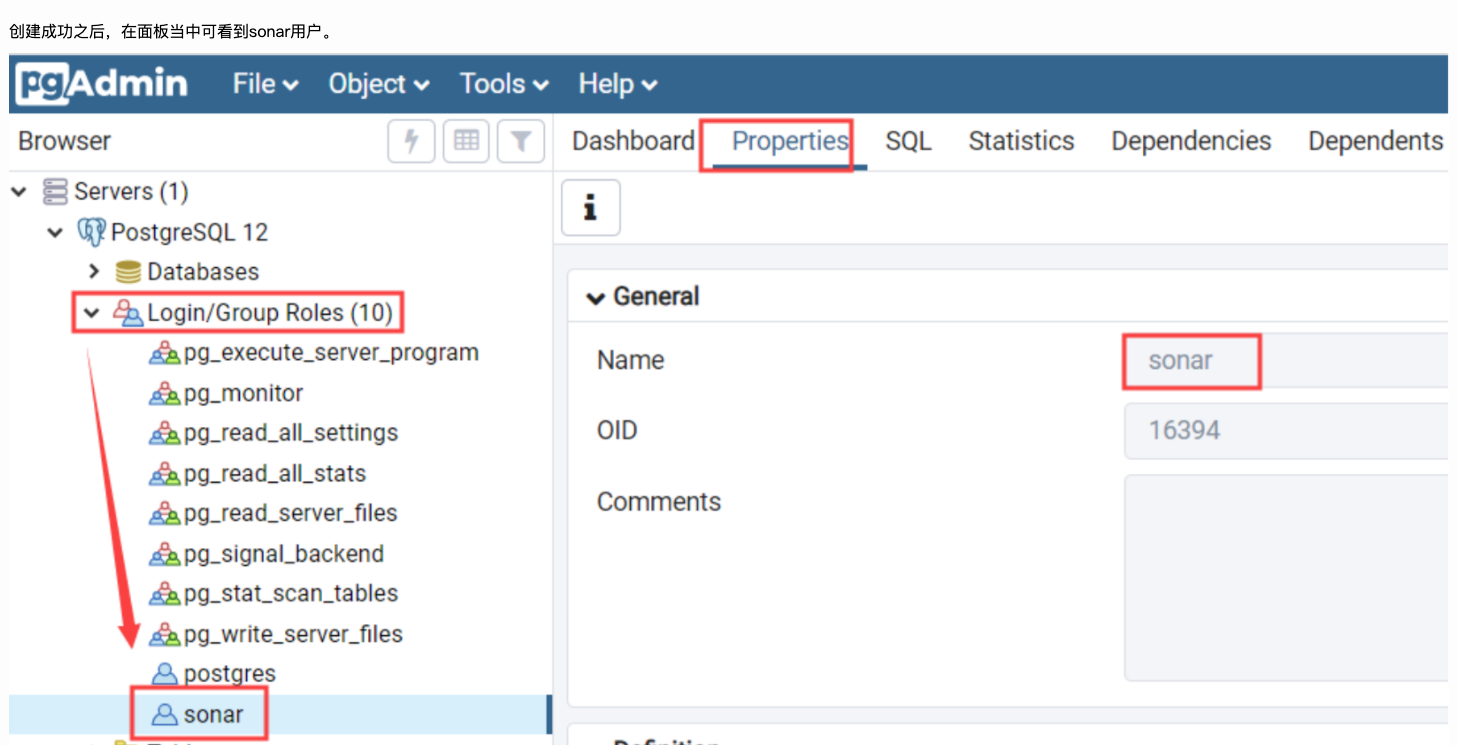 创建成功之后，在面板当中可看到sonar用户。
pgAdmin File Object Tools Help
Browser
Dashboard Properties SQL Statistics Dependencies Dependents
Servers (1)
PostgreSQL 12
Databases
Login/Group Roles (10)
pg_execute_server_program
pg_monitor
pg_read_all_settings
pg_read_all_stats
pg_read_server_files
pg_signal_backend
pg_stat_scan_tables
pg_write_server_files
postgres
sonar
i
General
Name sonar
OID 16394
Comments
Definition